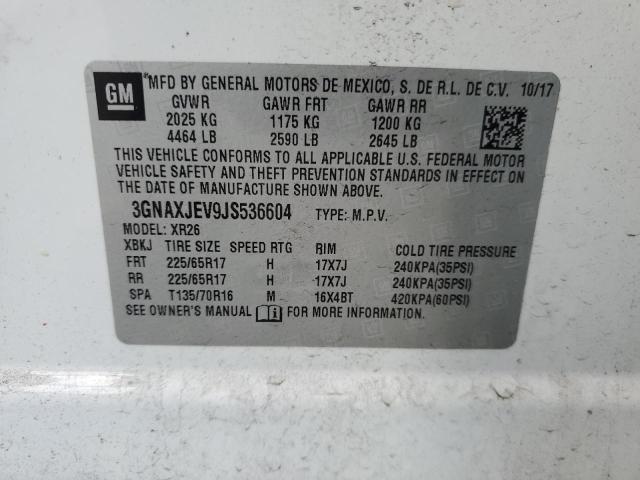 GM
MFD BY GENERAL MOTORS DE MEXICO, S. DE R.L. DE C.V. 10/17
GVWR GAWR FRT GAWR RR
2025 KG 1175 KG 1200 KG
4464 LB 2590 LB 2645 LB
THIS VEHICLE CONFORMS TO ALL APPLICABLE U.S. FEDERAL MOTOR
VEHICLE SAFETY AND THEFT PREVENTION STANDARDS IN EFFECT ON
THE DATE OF MANUFACTURE SHOWN ABOVE.
3GNAXJEV9JS536604 TYPE: M.P.V.
MODEL: XR26
XBKJ TIRE SIZE SPEED RTG RIM COLD TIRE PRESSURE
FRT 225/65R17 H 17X7J 240KPA(35PSI)
RR 225/65R17 H 17X7J 240KPA(35PSI)
SPA T135/70R16 M 16X4BT 420KPA(60PSI)
SEE OWNER'S MANUAL FOR MORE INFORMATION.